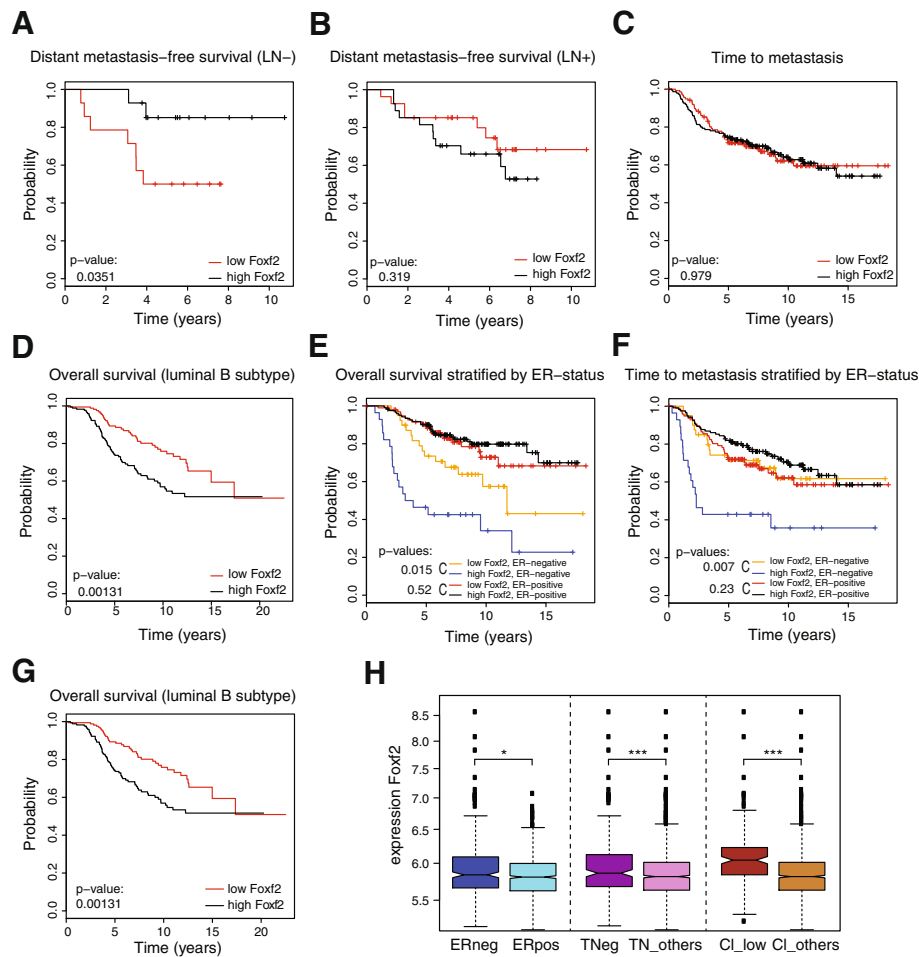 A
Distant metastasis–free survival (LN–)
Probability
1.0
0.8
0.6
0.4
0.2
0.0
p–value:
0.0351
low Foxf2
high Foxf2
0 2 4 6 8 10
Time (years)
B
Distant metastasis–free survival (LN+)
Probability
1.0
0.8
0.6
0.4
0.2
0.0
p–value:
0.319
low Foxf2
high Foxf2
0 2 4 6 8 10
Time (years)
C
Time to metastasis
Probability
1.0
0.8
0.6
0.4
0.2
0.0
p–value:
0.979
low Foxf2
high Foxf2
0 5 10 15
Time (years)
D
Overall survival (luminal B subtype)
Probability
1.0
0.8
0.6
0.4
0.2
0.0
p–value:
0.00131
low Foxf2
high Foxf2
0 5 10 15 20
Time (years)
E
Overall survival stratified by ER–status
Probability
1.0
0.8
0.6
0.4
0.2
0.0
p–values:
0.015
0.52
low Foxf2, ER–negative
high Foxf2, ER–negative
low Foxf2, ER–positive
high Foxf2, ER–positive
0 5 10 15
Time (years)
F
Time to metastasis stratified by ER–status
Probability
1.0
0.8
0.6
0.4
0.2
0.0
p–values:
0.007
0.23
low Foxf2, ER–negative
high Foxf2, ER–negative
low Foxf2, ER–positive
high Foxf2, ER–positive
0 5 10 15
Time (years)
G
Overall survival (luminal B subtype)
Probability
1.0
0.8
0.6
0.4
0.2
0.0
p–value:
0.00131
low Foxf2
high Foxf2
0 5 10 15 20
Time (years)
H
expression Foxf2
8.5
8.0
7.5
7.0
6.5
6.0
5.5
* *** ***
ERneg ERpos TNeg TN_others Cl_low Cl_others